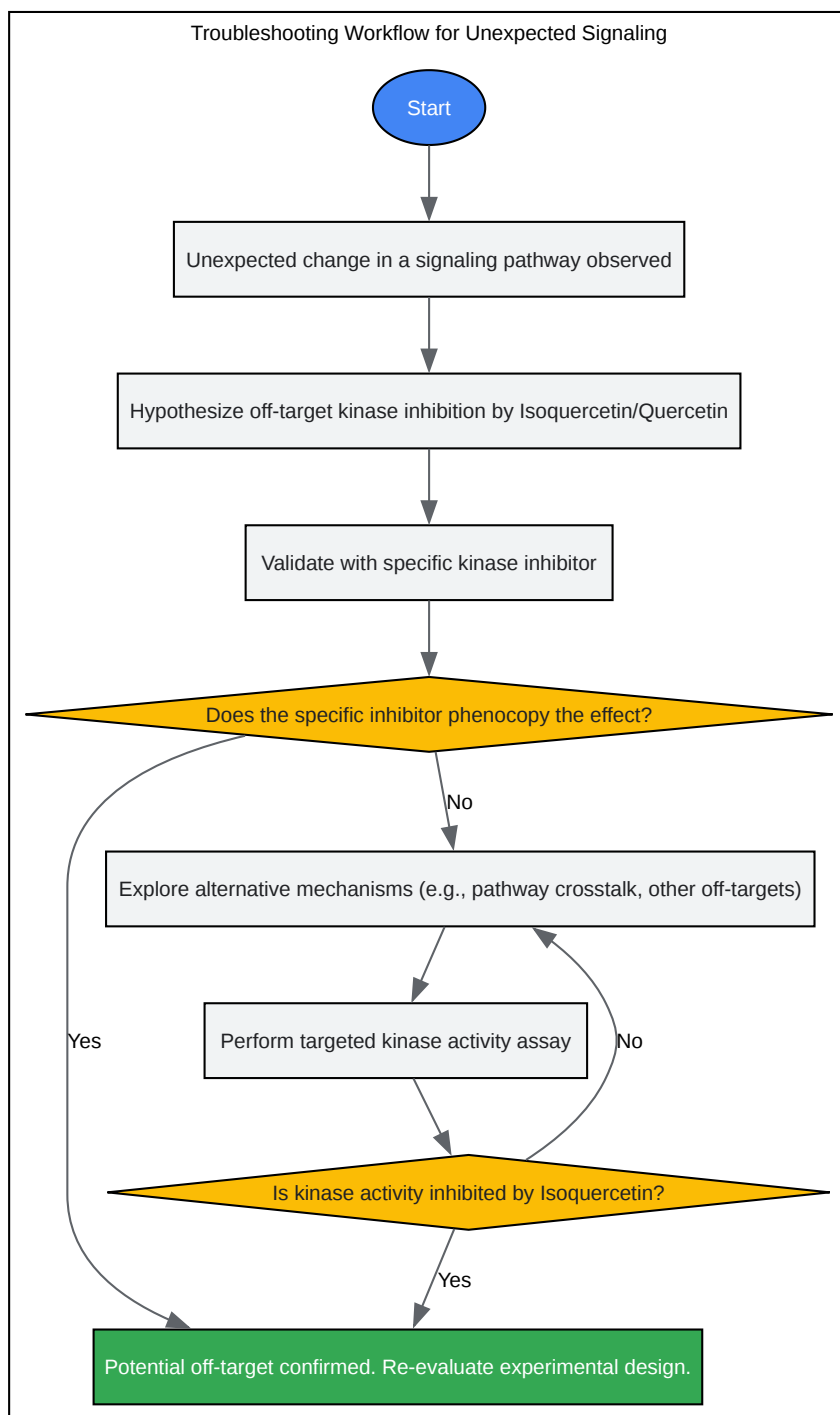 Troubleshooting Workflow for Unexpected Signaling
Start
Unexpected change in a signaling pathway observed
Hypothesize off-target kinase inhibition by Isoquercetin/Quercetin
Validate with specific kinase inhibitor
Does the specific inhibitor phenocopy the effect?
No
Explore alternative mechanisms (e.g., pathway crosstalk, other off-targets)
Perform targeted kinase activity assay
Yes
No
Is kinase activity inhibited by Isoquercetin?
Yes
Potential off-target confirmed. Re-evaluate experimental design.